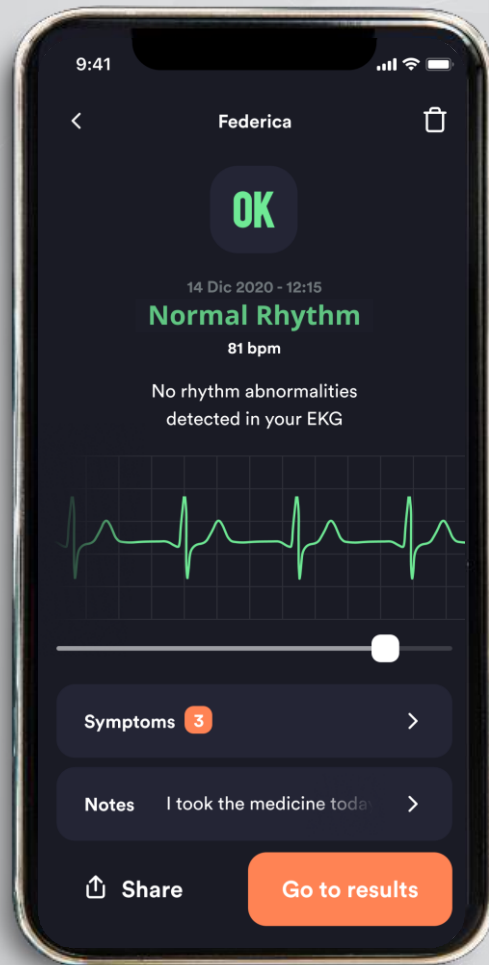 9:41
Federica
OK
14 Dic 2020 - 12:15
Normal Rhythm
81 bpm
No rhythm abnormalities
detected in your EKG
Symptoms 3
Notes I took the medicine today
Share Go to results